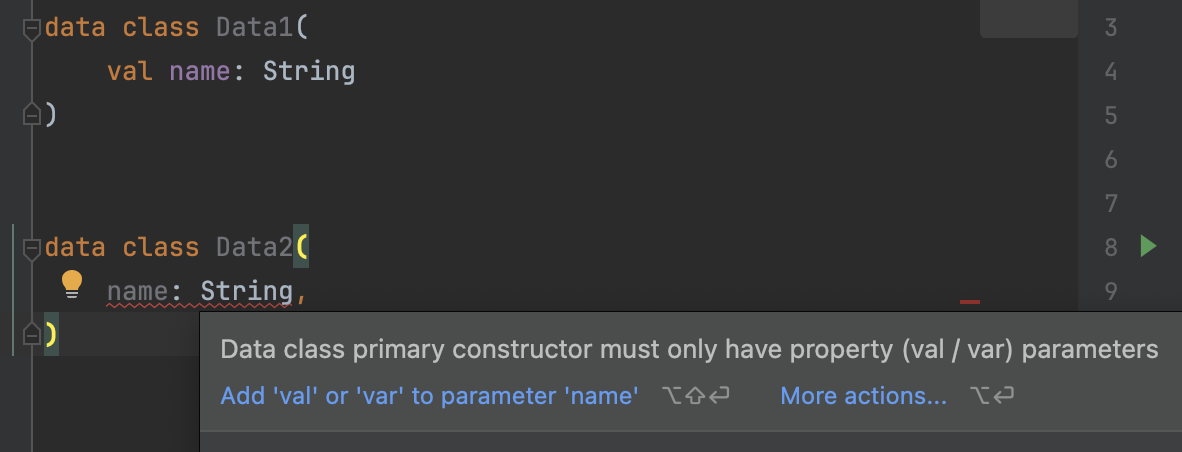 data class Data1(
val name: String
)
data class Data2(
name: String,
)
Data class primary constructor must only have property (val / var) parameters
Add 'val' or 'var' to parameter 'name' ⌥⇧⏎ More actions... ⌥⏎
3
4
5
6
7
8
9